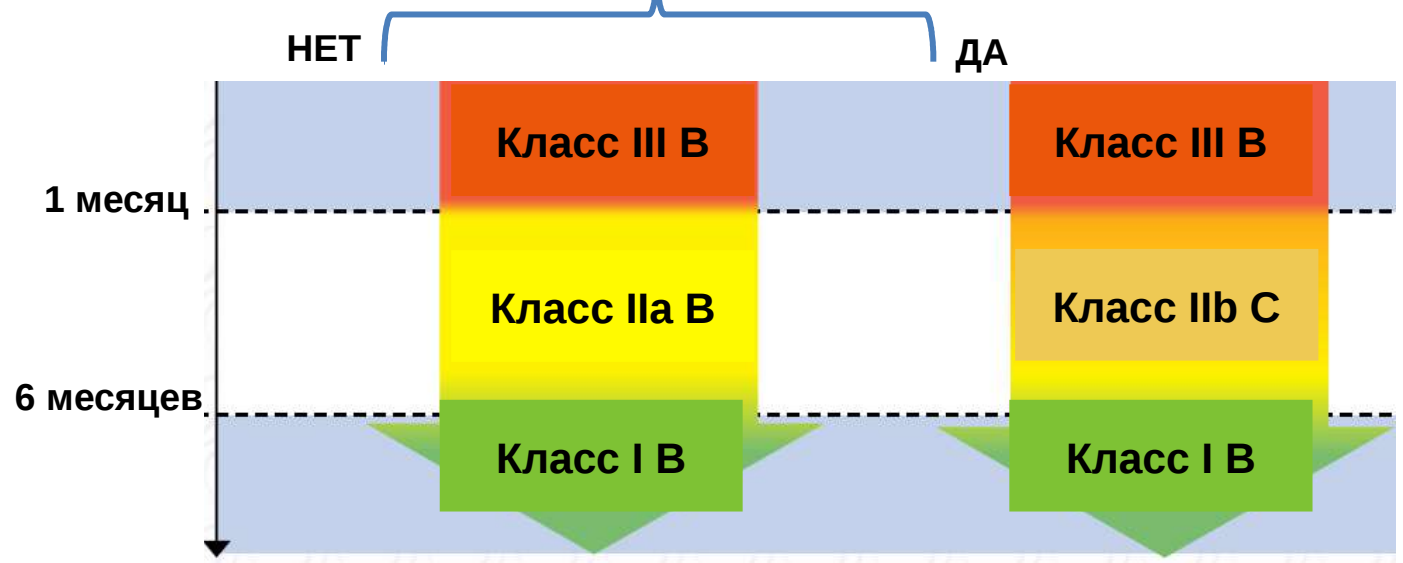 НЕТ
ДА
Класс III B
Класс III B
1 месяц
Класс IIa B
Класс IIb C
6 месяцев
Класс I B
Класс I B